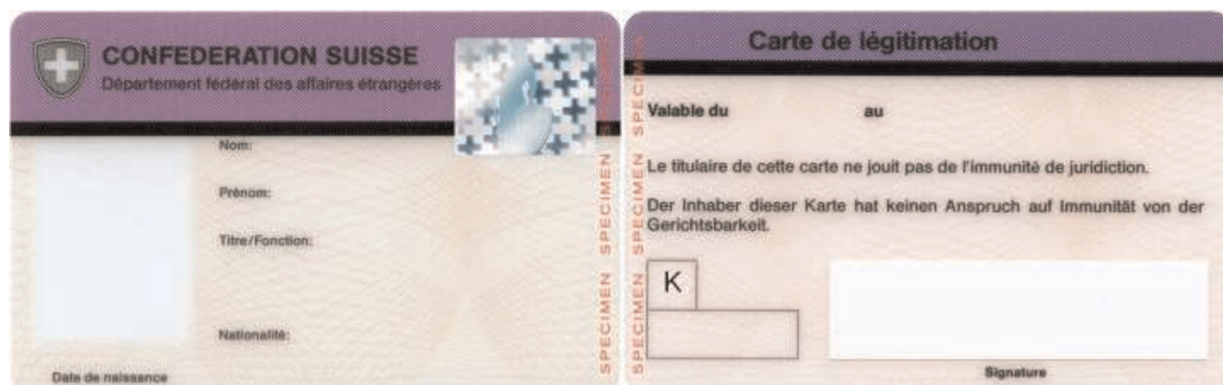 CONFEDERATION SUISSE
Département fédéral des affaires étrangères
Nom:
Prénom:
Titre/Fonction:
Nationalité:
Date de naissance
SPECIMEN SPECIMEN SPECIMEN
Carte de légitimation
SPECIMEN SPECIMEN SPECIMEN
Valable du au
Le titulaire de cette carte ne jouit pas de l'immunité de juridiction.
Der Inhaber dieser Karte hat keinen Anspruch auf Immunität von der
Gerichtsbarkeit.
K
Signature